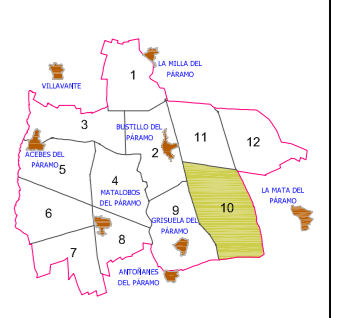 1
LA MILLA DEL
PÁRAMO
VILLAVANTE
3
BUSTILLO DEL
PÁRAMO
2
11
12
ACEBES DEL
PÁRAMO
5
4
MATALOBOS
DEL PÁRAMO
LA MATA DEL
PÁRAMO
10
6
9
GRISUELA DEL
PÁRAMO
8
7
ANTOÑANES
DEL PÁRAMO